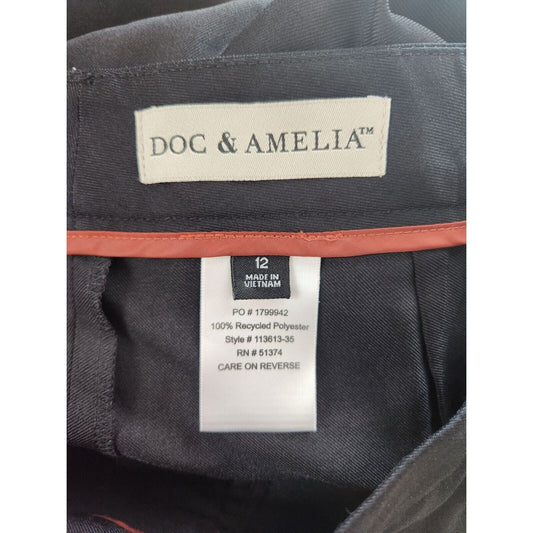 DOC & AMELIA™
12
MADE IN
VIETNAM
PO # 1799942
100% Recycled Polyester
Style # 113613-35
RN # 51374
CARE ON REVERSE